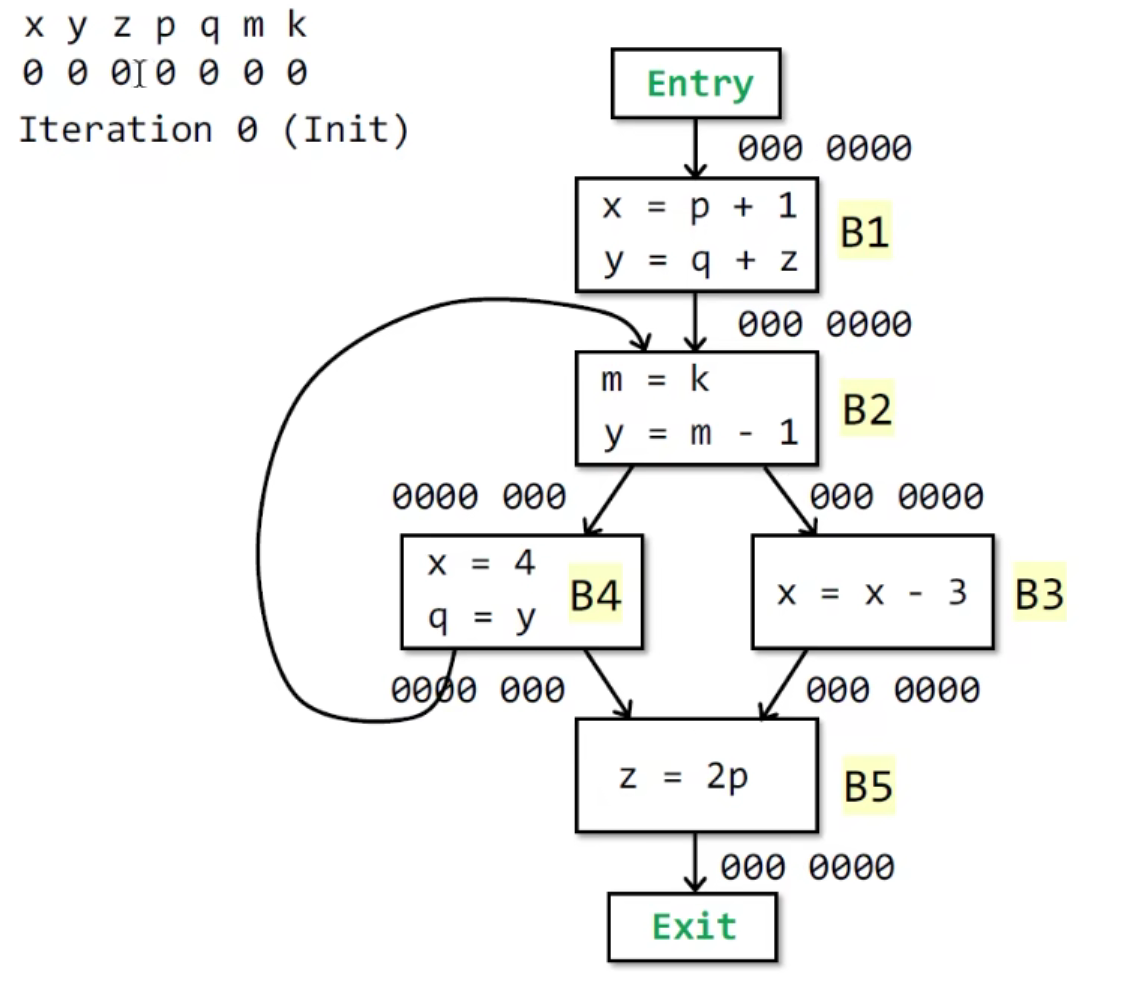 x y z p q m k
0 0 0 0 0 0 0
Iteration 0 (Init)
Entry
000 0000
x = p + 1
y = q + z
B1
000 0000
m = k
y = m - 1
B2
0000 000
000 0000
x = 4
q = y
B4
x = x - 3
B3
0000 000
000 0000
z = 2p
B5
000 0000
Exit